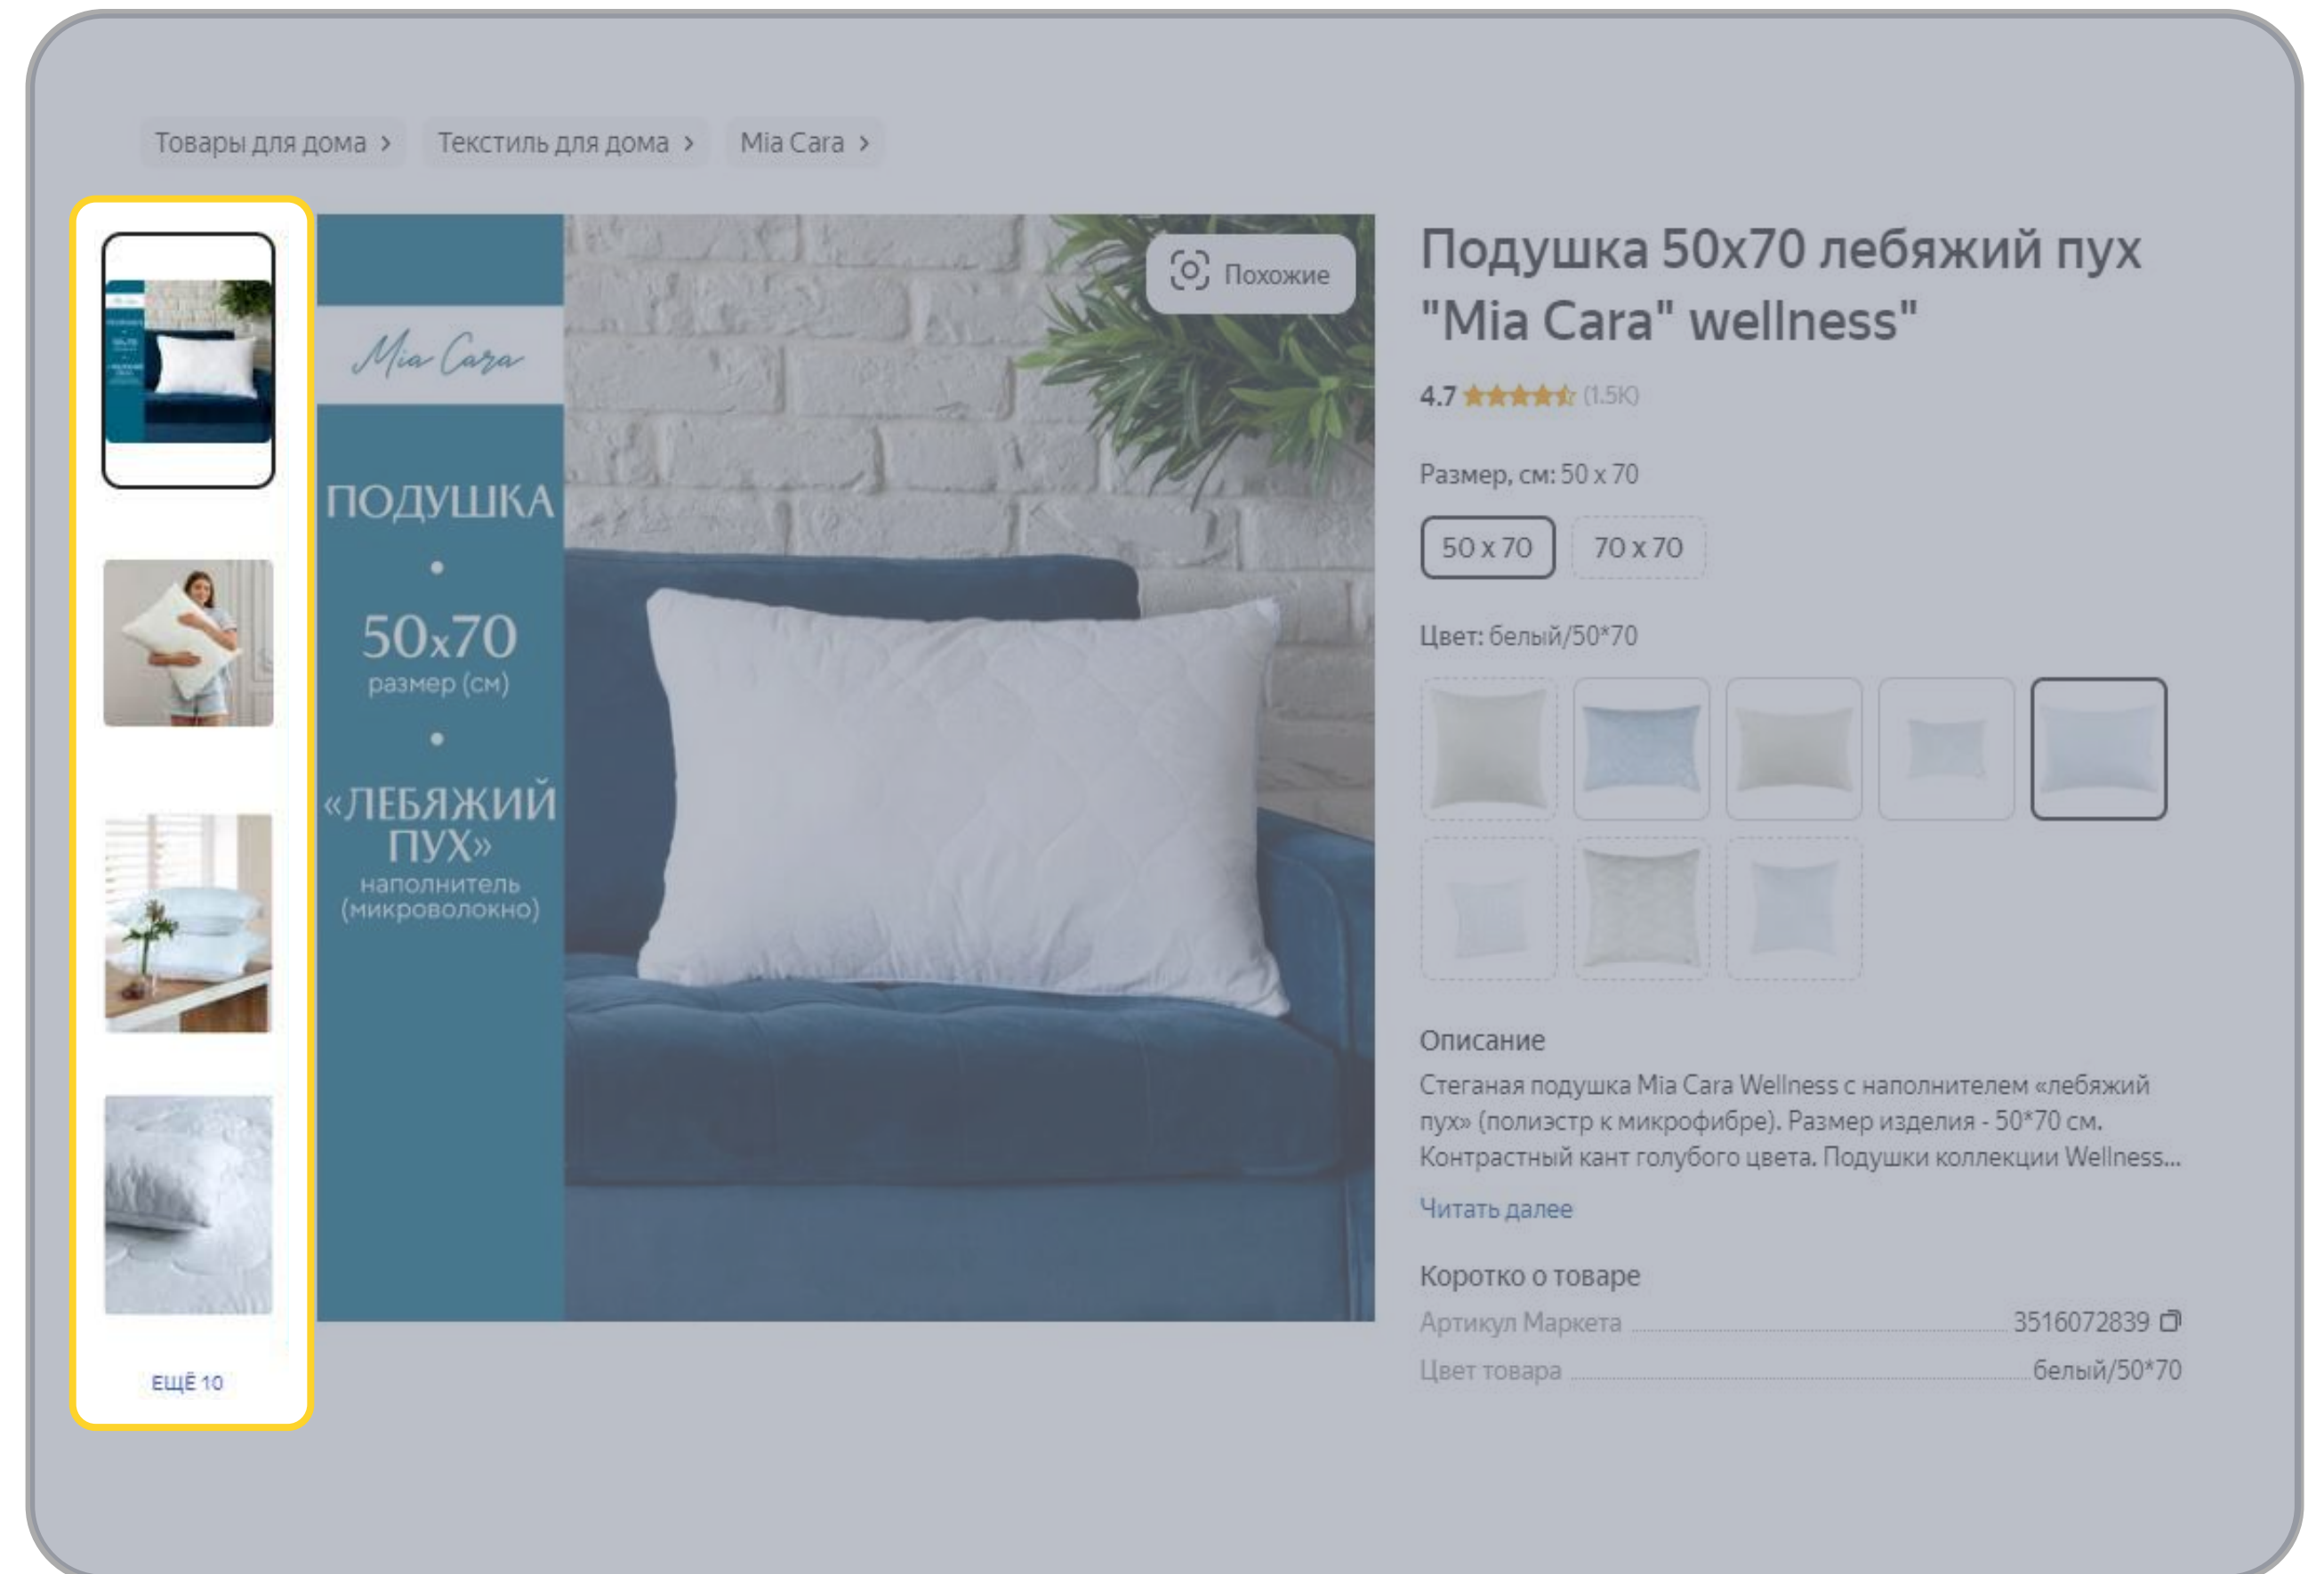 Товары для дома >
Текстиль для дома >
Mia Cara >
ЕЩЁ 10
Mia Cara
ПОДУШКА
•
50x70
размер (см)
•
«ЛЕБЯЖИЙ
ПУХ»
наполнитель
(микроволокно)
Похожие
Подушка 50x70 лебяжий пух
"Mia Cara" wellness"
4.7 (1.5K)
Размер, см: 50 x 70
50 x 70
70 x 70
Цвет: белый/50*70
Описание
Стеганая подушка Mia Cara Wellness с наполнителем «лебяжий
пух» (полиэстр к микрофибре). Размер изделия - 50*70 см.
Контрастный кант голубого цвета. Подушки коллекции Wellness...
Читать далее
Коротко о товаре
Артикул Маркета 3516072839
Цвет товара белый/50*70